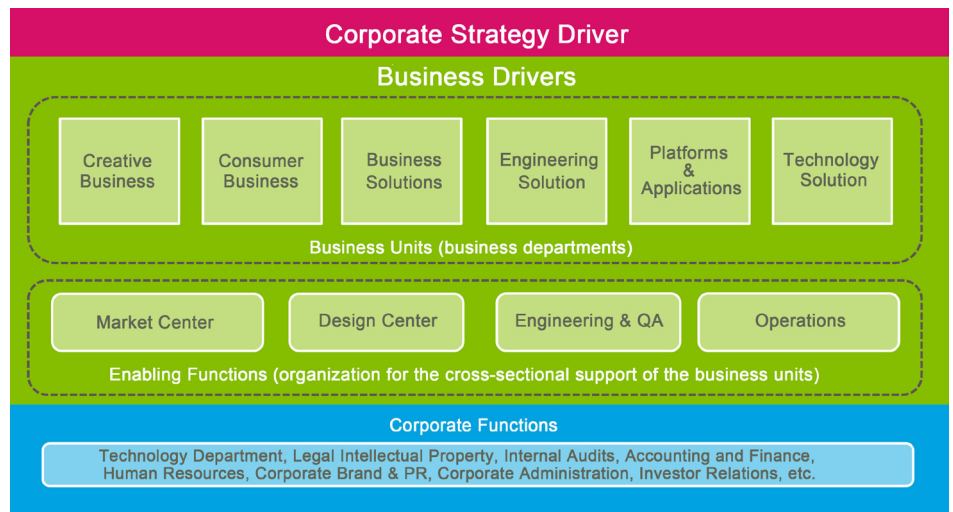 Corporate Strategy Driver
Business Drivers
Creative
Business
Consumer
Business
Business
Solutions
Engineering
Solution
Platforms
&
Applications
Technology
Solution
Business Units (business departments)
Market Center
Design Center
Engineering & QA
Operations
Enabling Functions (organization for the cross-sectional support of the business units)
Corporate Functions
Technology Department, Legal Intellectual Property, Internal Audits, Accounting and Finance,
Human Resources, Corporate Brand & PR, Corporate Administration, Investor Relations, etc.